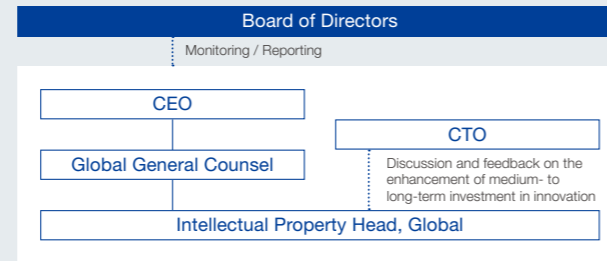 Board of Directors
Monitoring / Reporting
CEO
CTO
Global General Counsel
Discussion and feedback on the
enhancement of medium- to
long-term investment in innovation
Intellectual Property Head, Global